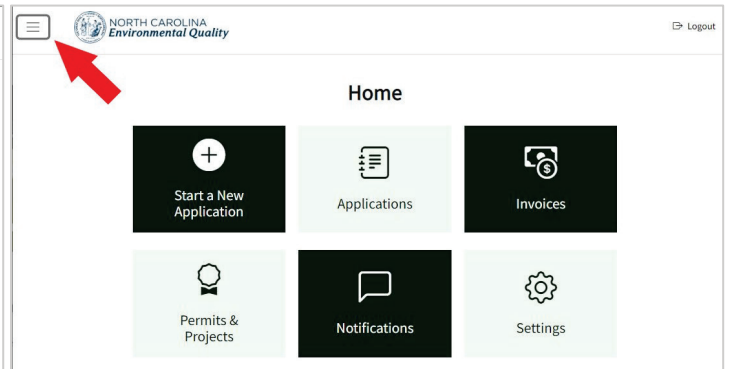 NORTH CAROLINA
Environmental Quality
Logout
Home
Start a New
Application
Applications
Invoices
Permits &
Projects
Notifications
Settings